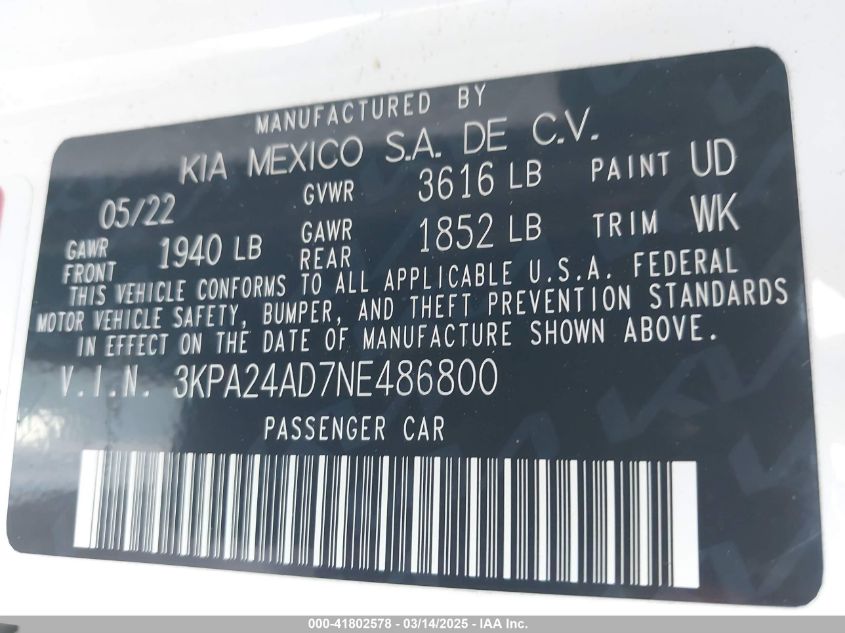 MANUFACTURED BY
KIA MEXICO S.A. DE C.V.
05/22 GVWR 3616 LB PAINT UD
GAWR FRONT 1940 LB GAWR REAR 1852 LB TRIM WK
THIS VEHICLE CONFORMS TO ALL APPLICABLE U.S.A. FEDERAL
MOTOR VEHICLE SAFETY, BUMPER, AND THEFT PREVENTION STANDARDS
IN EFFECT ON THE DATE OF MANUFACTURE SHOWN ABOVE.
V.I.N. 3KPA24AD7NE486800
PASSENGER CAR
000-41802578 - 03/14/2025 - IAA Inc.